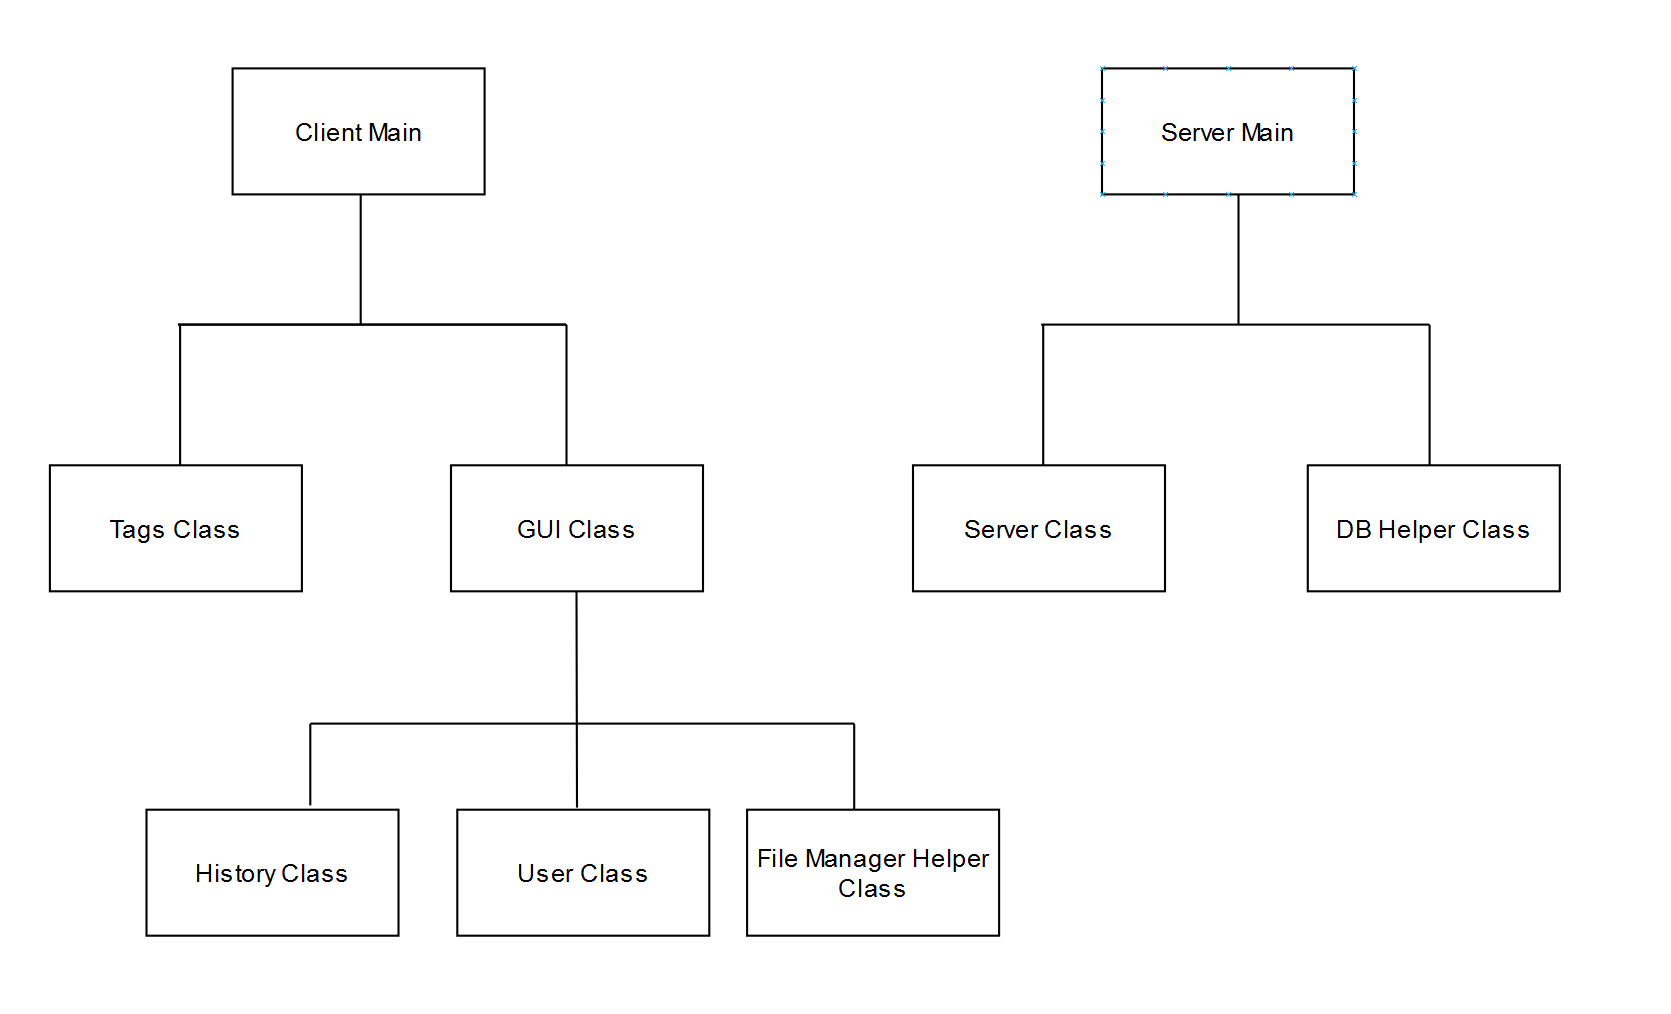 Client Main
Server Main
Tags Class
GUI Class
Server Class
DB Helper Class
History Class
User Class
File Manager Helper
Class